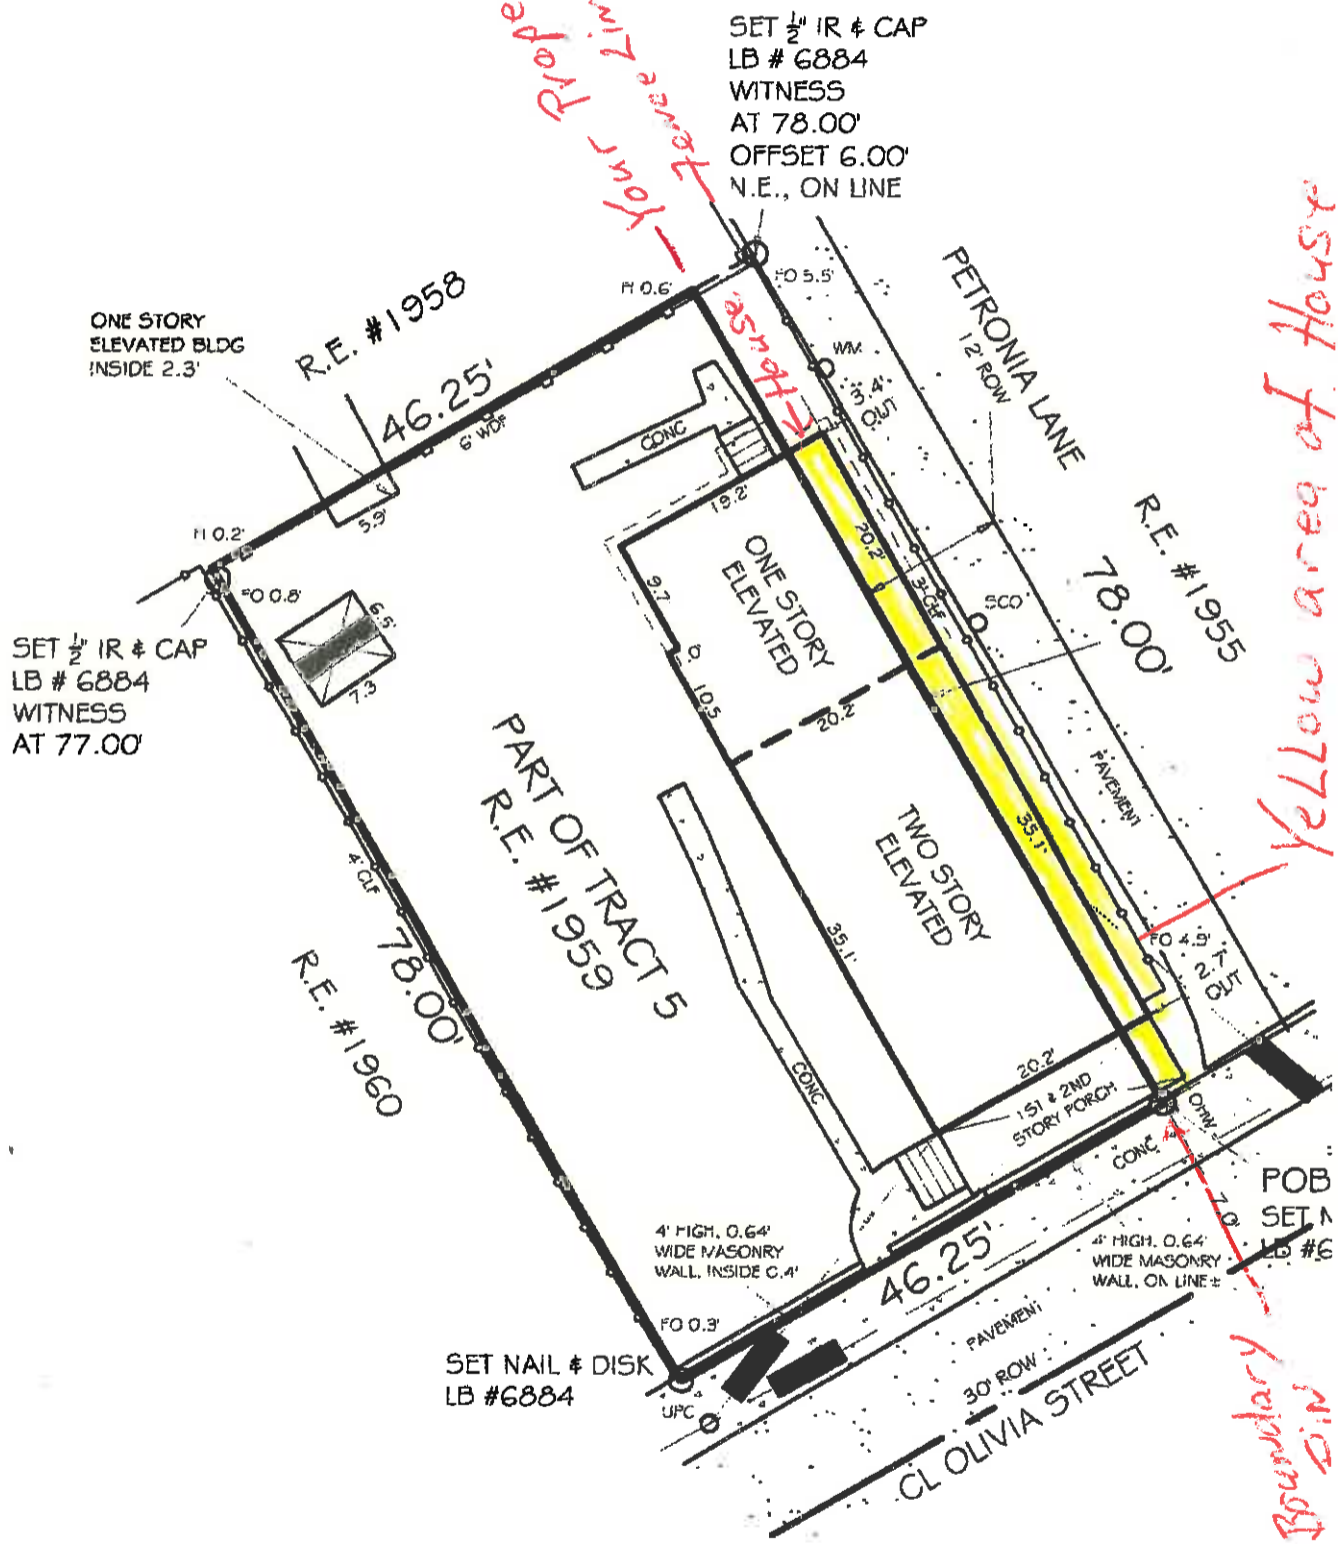 SET ½" IR & CAP
LB # 6884
WITNESS
AT 78.00'
OFFSET 6.00'
N.E., ON LINE
Your Prope
Fence Lin
House
Yellow area of House
PETRONIA LANE
12' ROW
R.E. #1955
78.00'
ONE STORY
ELEVATED BLDG
INSIDE 2.3'
R.E. #1958
46.25'
6' WDF
5.9'
FI 0.6'
FO 5.5'
WM
3.4'
OUT
CONC
19.2'
FI 0.2'
FO 0.8'
6.5'
7.3
SET ½" IR & CAP
LB # 6884
WITNESS
AT 77.00'
ONE STORY
ELEVATED
9.7
10.5
20.2'
20.2'
3' CLF
SCO
PAVEMENT
PART OF TRACT 5
R.E. #1959
TWO STORY
ELEVATED
35.1'
35.1'
4' CLF
78.00'
R.E. #1960
FO 4.9'
OUT
CONC
20.2'
1ST & 2ND
STORY PORCH
CONC
OHW
7.0'
POB
SET N
LB #6
4' HIGH, 0.64'
WIDE MASONRY
WALL, INSIDE 0.4'
4' HIGH, 0.64'
WIDE MASONRY
WALL, ON LINE±
46.25'
FO 0.3'
SET NAIL & DISK
LB #6884
UPC
PAVEMENT
30' ROW
CL OLIVIA STREET
Boundary
Pin